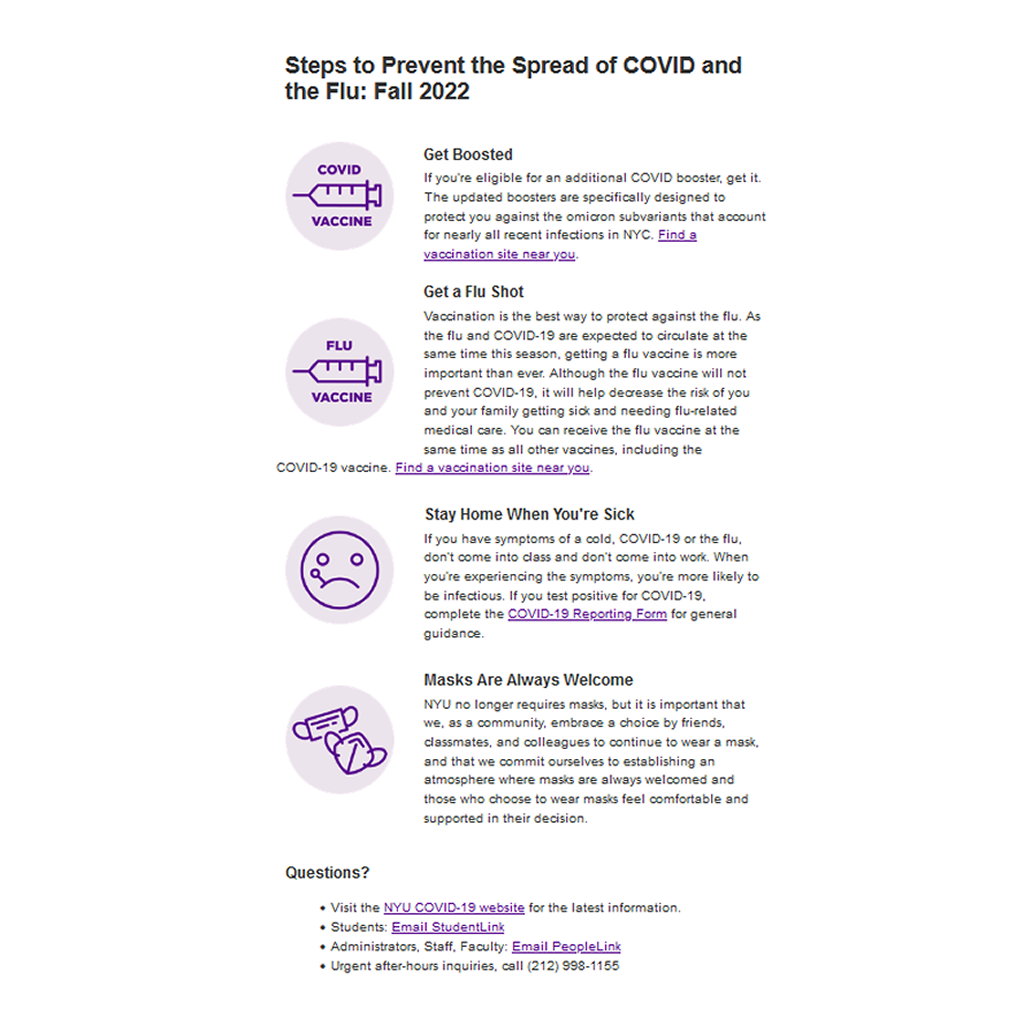 Steps to Prevent the Spread of COVID and
the Flu: Fall 2022
COVID
VACCINE
Get Boosted
If you're eligible for an additional COVID booster, get it.
The updated boosters are specifically designed to
protect you against the omicron subvariants that account
for nearly all recent infections in NYC. Find a
vaccination site near you.
FLU
VACCINE
Get a Flu Shot
Vaccination is the best way to protect against the flu. As
the flu and COVID-19 are expected to circulate at the
same time this season, getting a flu vaccine is more
important than ever. Although the flu vaccine will not
prevent COVID-19, it will help decrease the risk of you
and your family getting sick and needing flu-related
medical care. You can receive the flu vaccine at the
same time as all other vaccines, including the
COVID-19 vaccine. Find a vaccination site near you.
Stay Home When You're Sick
If you have symptoms of a cold, COVID-19 or the flu,
don't come into class and don't come into work. When
you're experiencing the symptoms, you're more likely to
be infectious. If you test positive for COVID-19,
complete the COVID-19 Reporting Form for general
guidance.
Masks Are Always Welcome
NYU no longer requires masks, but it is important that
we, as a community, embrace a choice by friends,
classmates, and colleagues to continue to wear a mask,
and that we commit ourselves to establishing an
atmosphere where masks are always welcomed and
those who choose to wear masks feel comfortable and
supported in their decision.
Questions?
• Visit the NYU COVID-19 website for the latest information.
• Students: Email StudentLink
• Administrators, Staff, Faculty: Email PeopleLink
• Urgent after-hours inquiries, call (212) 998-1155